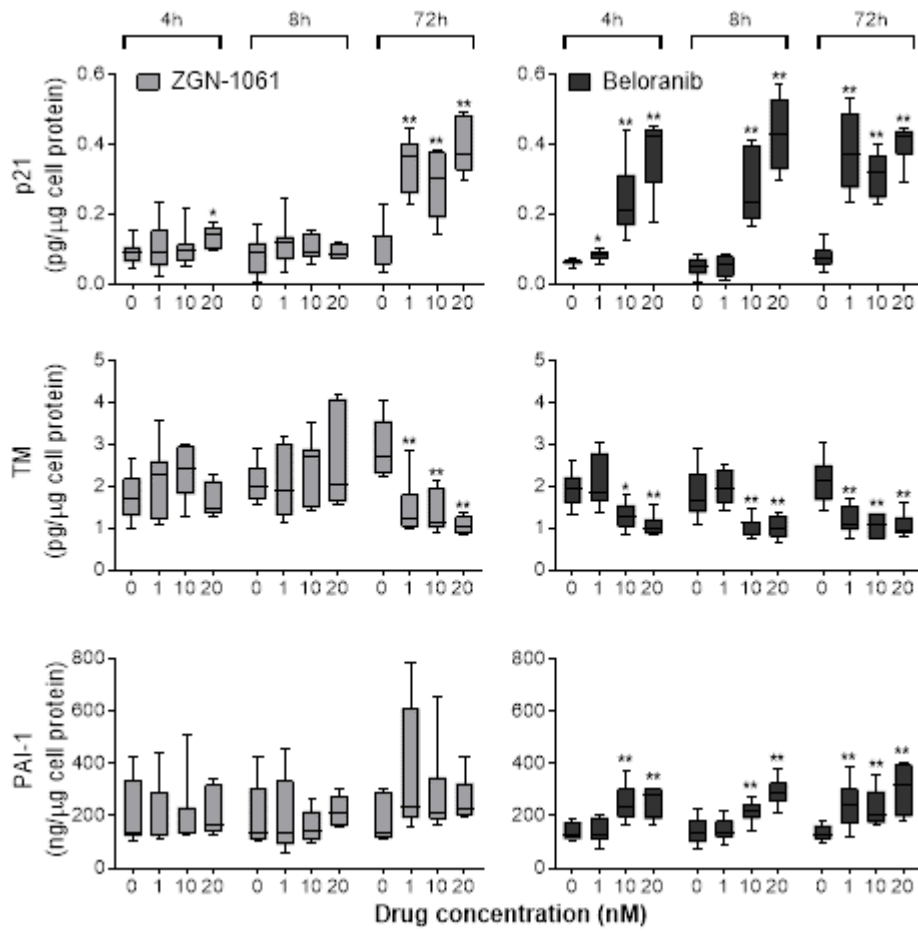 4h 8h 72h 4h 8h 72h
ZGN-1061 Beloranib
p21
(pg/µg cell protein)
0.6 ** ** ** 0.6 ** ** ** ** ** ** **
0.4 0.4
0.2 * 0.2 *
0.0 0.0
0 1 10 20 0 1 10 20 0 1 10 20 0 1 10 20 0 1 10 20 0 1 10 20
TM
(pg/µg cell protein)
5 5
4 4
3 ** ** ** 3
2 2 * ** ** ** ** ** **
1 1
0 0
0 1 10 20 0 1 10 20 0 1 10 20 0 1 10 20 0 1 10 20 0 1 10 20
PAI-1
(ng/µg cell protein)
800 800
600 600
400 400 ** ** ** ** ** ** **
200 200
0 0
0 1 10 20 0 1 10 20 0 1 10 20 0 1 10 20 0 1 10 20 0 1 10 20
Drug concentration (nM)